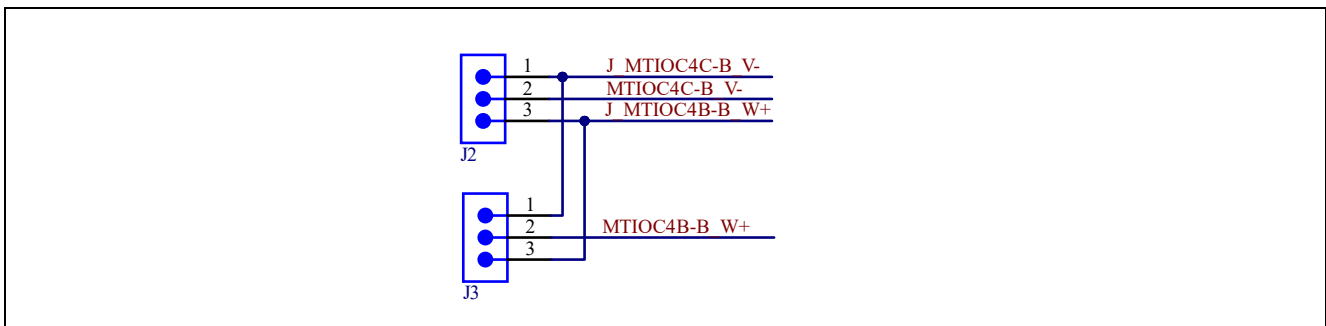 1 J_MTIOC4C-B_V-
2 MTIOC4C-B_V-
3 J_MTIOC4B-B_W+
J2
1
2 MTIOC4B-B_W+
3
J3